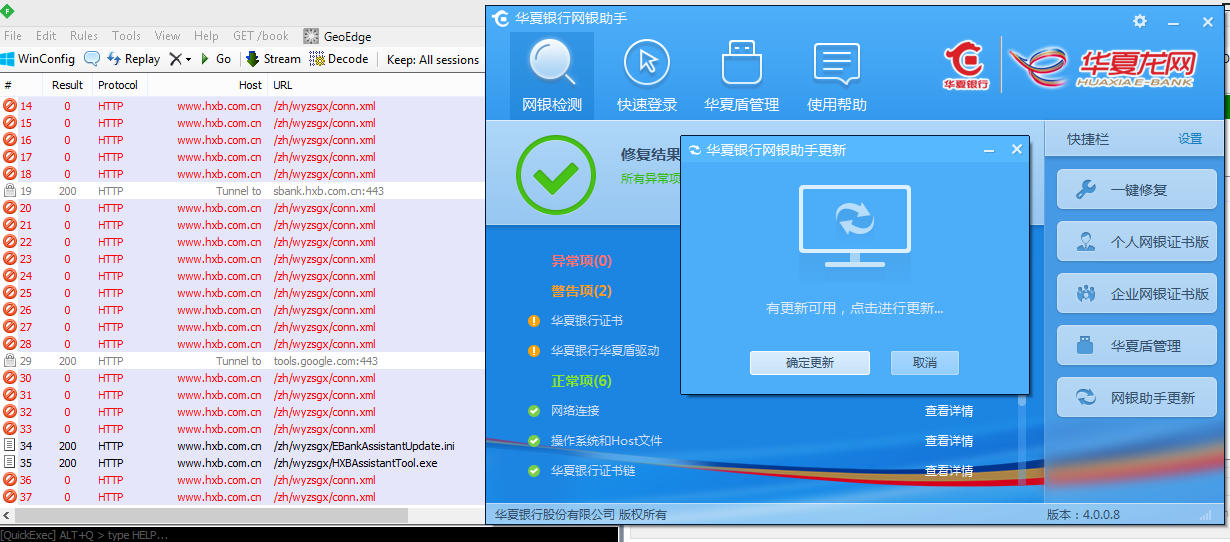 File Edit Rules Tools View Help GET /book GeoEdge
WinConfig Replay Go Stream Decode Keep: All sessions
# Result Protocol Host URL
14 0 HTTP www.hxb.com.cn /zh/wyzsgx/conn.xml
15 0 HTTP www.hxb.com.cn /zh/wyzsgx/conn.xml
16 0 HTTP www.hxb.com.cn /zh/wyzsgx/conn.xml
17 0 HTTP www.hxb.com.cn /zh/wyzsgx/conn.xml
18 0 HTTP www.hxb.com.cn /zh/wyzsgx/conn.xml
19 200 HTTP Tunnel to sbank.hxb.com.cn:443
20 0 HTTP www.hxb.com.cn /zh/wyzsgx/conn.xml
21 0 HTTP www.hxb.com.cn /zh/wyzsgx/conn.xml
22 0 HTTP www.hxb.com.cn /zh/wyzsgx/conn.xml
23 0 HTTP www.hxb.com.cn /zh/wyzsgx/conn.xml
24 0 HTTP www.hxb.com.cn /zh/wyzsgx/conn.xml
25 0 HTTP www.hxb.com.cn /zh/wyzsgx/conn.xml
26 0 HTTP www.hxb.com.cn /zh/wyzsgx/conn.xml
27 0 HTTP www.hxb.com.cn /zh/wyzsgx/conn.xml
28 0 HTTP www.hxb.com.cn /zh/wyzsgx/conn.xml
29 200 HTTP Tunnel to tools.google.com:443
30 0 HTTP www.hxb.com.cn /zh/wyzsgx/conn.xml
31 0 HTTP www.hxb.com.cn /zh/wyzsgx/conn.xml
32 0 HTTP www.hxb.com.cn /zh/wyzsgx/conn.xml
33 0 HTTP www.hxb.com.cn /zh/wyzsgx/conn.xml
34 200 HTTP www.hxb.com.cn /zh/wyzsgx/EBankAssistantUpdate.ini
35 200 HTTP www.hxb.com.cn /zh/wyzsgx/HXBAssistantTool.exe
36 0 HTTP www.hxb.com.cn /zh/wyzsgx/conn.xml
37 0 HTTP www.hxb.com.cn /zh/wyzsgx/conn.xml
[QuickExec] ALT+Q > type HELP...
华夏银行网银助手
网银检测 快速登录 华夏盾管理 使用帮助
华夏银行
华夏龙网
HUAXIA E-BANK
修复结果
所有异常项
华夏银行网银助手更新
有更新可用，点击进行更新...
确定更新 取消
异常项(0)
警告项(2)
华夏银行证书
华夏银行华夏盾驱动
正常项(6)
网络连接 查看详情
操作系统和Host文件 查看详情
华夏银行证书链 查看详情
快捷栏 设置
一键修复
个人网银证书版
企业网银证书版
华夏盾管理
网银助手更新
华夏银行股份有限公司 版权所有 版本：4.0.0.8